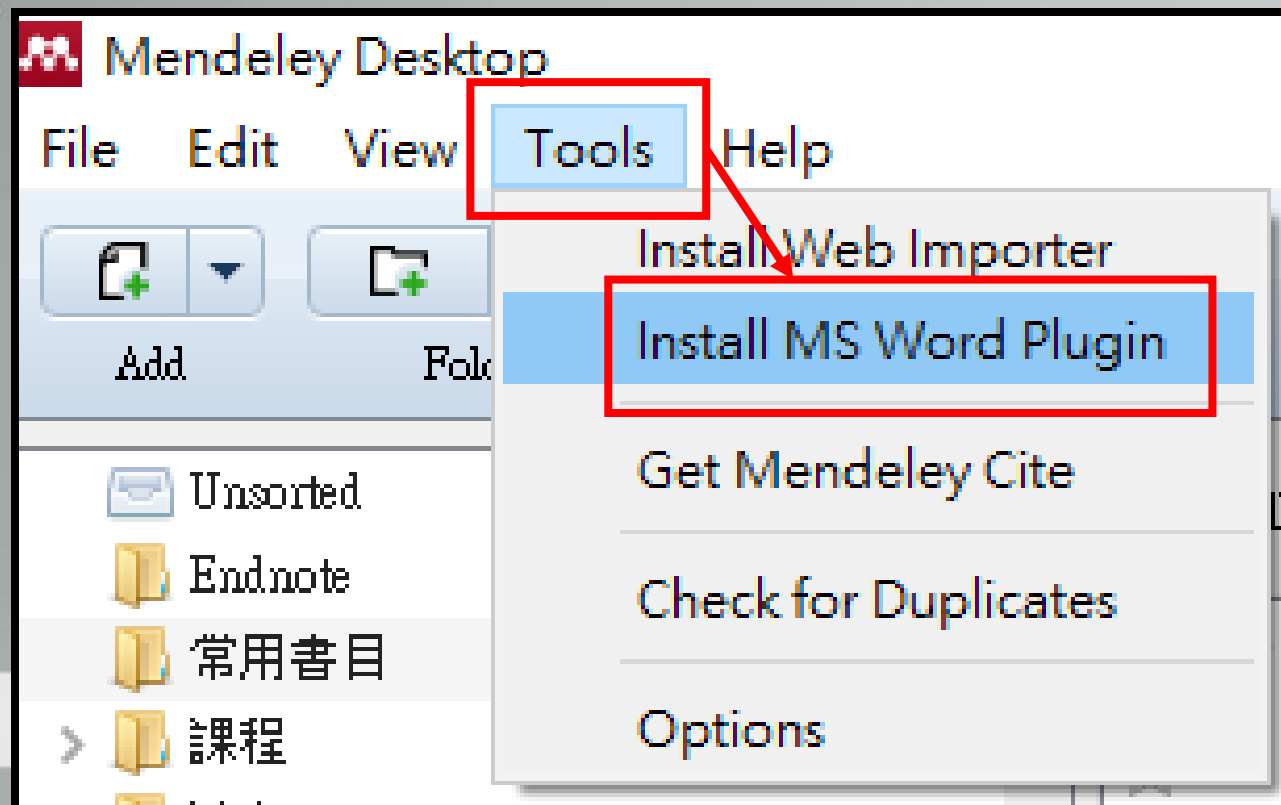 Mendeley Desktop
File Edit View Tools Help
Install Web Importer
Install MS Word Plugin
Add
Get Mendeley Cite
Unsorted
Endnote
Check for Duplicates
常用書目
Options
課程